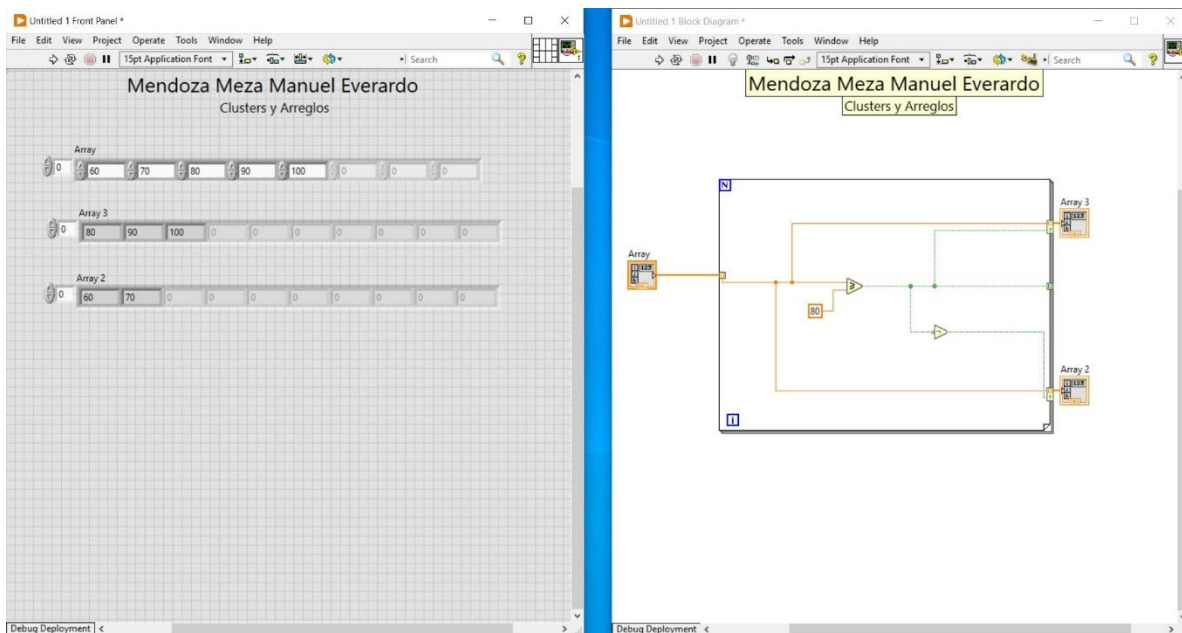 Untitled 1 Front Panel *
File Edit View Project Operate Tools Window Help
15pt Application Font Search
1
Mendoza Meza Manuel Everardo
Clusters y Arreglos
Array
0 60 70 80 90 100 0 0 0
Array 3
0 80 90 100 0 0 0 0 0 0
Array 2
0 60 70 0 0 0 0 0 0 0
Debug Deployment
Untitled 1 Block Diagram *
File Edit View Project Operate Tools Window Help
15pt Application Font Search
Mendoza Meza Manuel Everardo
Clusters y Arreglos
N
Array 3
Array
80
Array 2
i
Debug Deployment